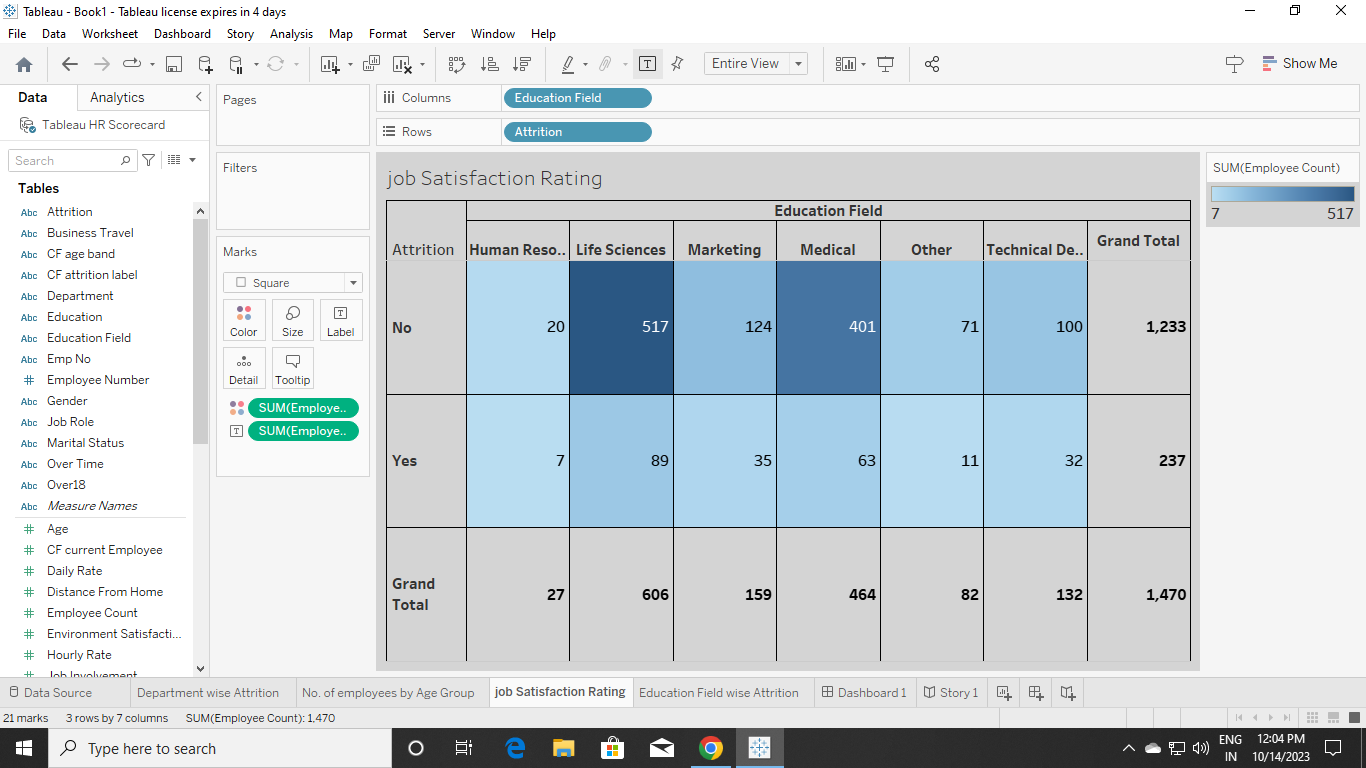 Tableau - Book1 - Tableau license expires in 4 days
File Data Worksheet Dashboard Story Analysis Map Format Server Window Help
Entire View
Show Me
Data Analytics
Tableau HR Scorecard
Search
Tables
Abc Attrition
Abc Business Travel
Abc CF age band
Abc CF attrition label
Abc Department
Abc Education
Abc Education Field
Abc Emp No
# Employee Number
Abc Gender
Abc Job Role
Abc Marital Status
Abc Over Time
Abc Over18
Abc Measure Names
# Age
# CF current Employee
# Daily Rate
# Distance From Home
# Employee Count
# Environment Satisfacti...
# Hourly Rate
# Job Involvement
Pages
Filters
Marks
Square
Color Size Label
Detail Tooltip
SUM(Employe..
SUM(Employe..
Columns Education Field
Rows Attrition
job Satisfaction Rating
Education Field
Attrition Human Reso.. Life Sciences Marketing Medical Other Technical De.. Grand Total
No 20 517 124 401 71 100 1,233
Yes 7 89 35 63 11 32 237
Grand
Total 27 606 159 464 82 132 1,470
SUM(Employee Count)
7 517
Data Source Department wise Attrition No. of employees by Age Group job Satisfaction Rating Education Field wise Attrition Dashboard 1 Story 1
21 marks 3 rows by 7 columns SUM(Employee Count): 1,470
Type here to search
ENG
IN
12:04 PM
10/14/2023